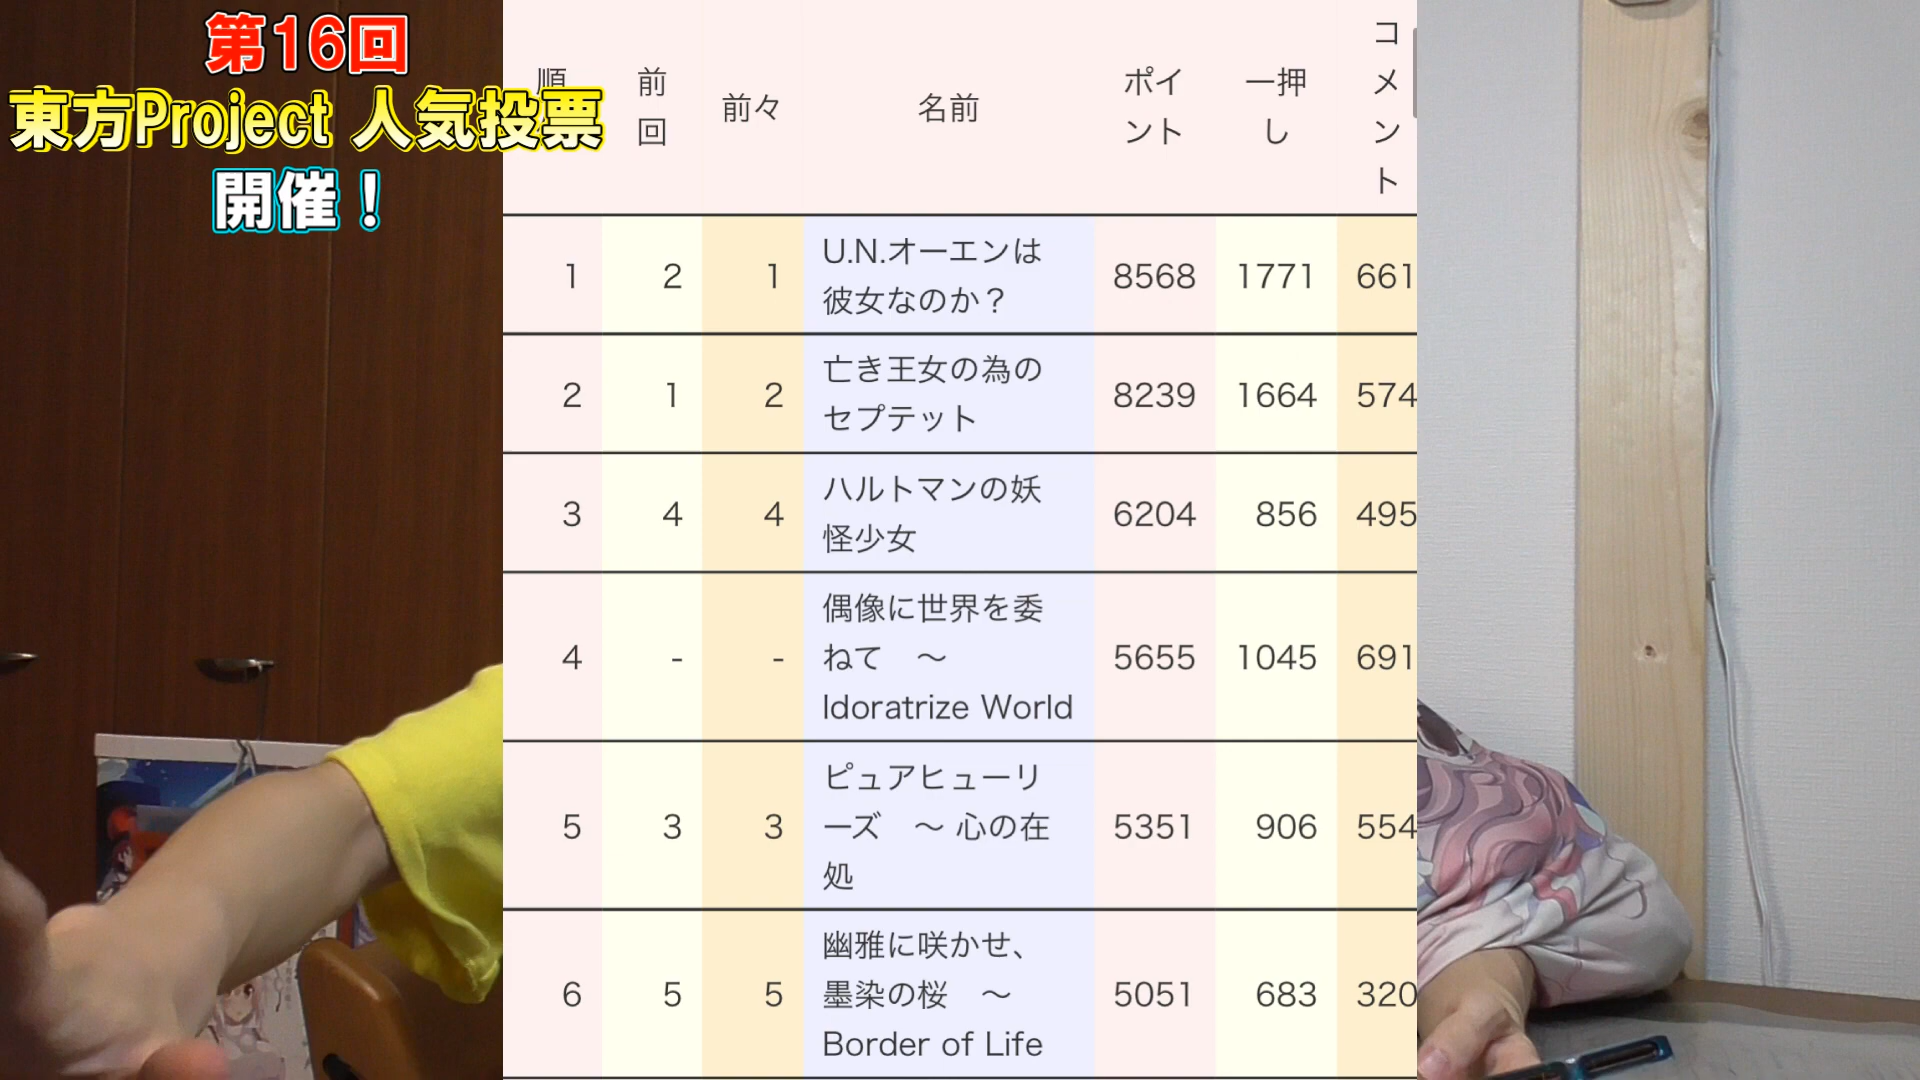 第16回
東方Project 人気投票
開催！
順
前
回
前々
名前
ポイ
ント
一押
し
コ
メ
ン
ト
1 2 1 U.N.オーエンは
彼女なのか？ 8568 1771 661
2 1 2 亡き王女の為の
セプテット 8239 1664 574
3 4 4 ハルトマンの妖
怪少女 6204 856 495
4 - - 偶像に世界を委
ねて　～
Idoratrize World 5655 1045 691
5 3 3 ピュアヒューリ
ーズ　～ 心の在
処 5351 906 554
6 5 5 幽雅に咲かせ、
墨染の桜　～
Border of Life 5051 683 320